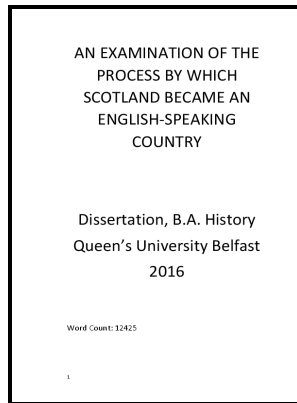 AN EXAMINATION OF THE
PROCESS BY WHICH
SCOTLAND BECAME AN
ENGLISH-SPEAKING
COUNTRY
Dissertation, B.A. History
Queen's University Belfast
2016
Word Count: 12425
1